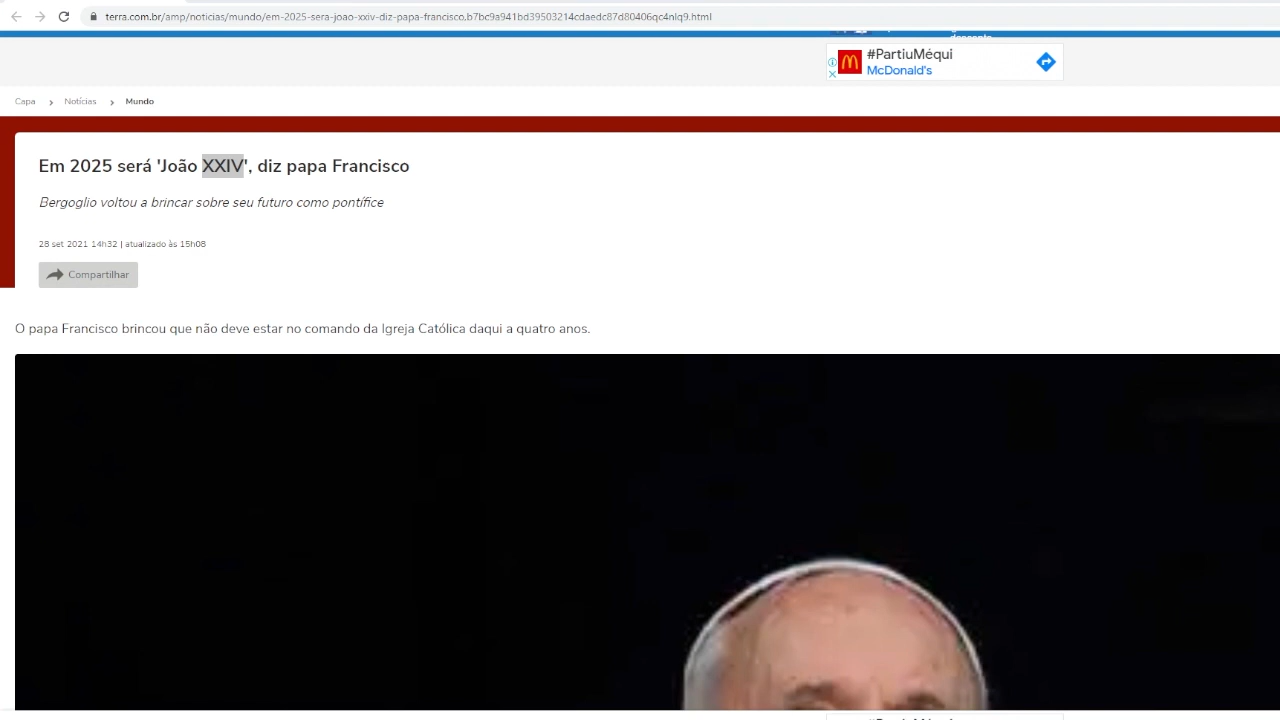 terra.com.br/amp/noticias/mundo/em-2025-sera-joao-xxiv-diz-papa-francisco,b7bc9a941bd39503214cdaedc87d80406qc4nlq9.html
#PartiuMéqui
McDonald's
Capa > Notícias > Mundo
Em 2025 será 'João XXIV', diz papa Francisco
Bergoglio voltou a brincar sobre seu futuro como pontífice
28 set 2021 14h32 | atualizado às 15h08
Compartilhar
O papa Francisco brincou que não deve estar no comando da Igreja Católica daqui a quatro anos.